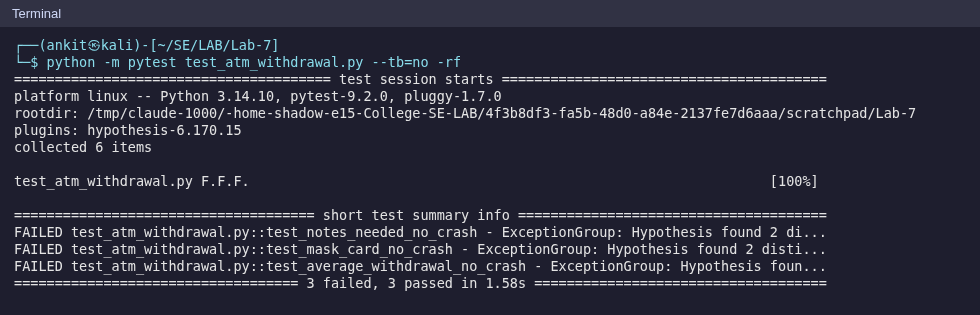 Terminal
┌──(ankit㉿kali)-[~/SE/LAB/Lab-7]
└─$ python -m pytest test_atm_withdrawal.py --tb=no -rf
======================================= test session starts ========================================
platform linux -- Python 3.14.10, pytest-9.2.0, pluggy-1.7.0
rootdir: /tmp/claude-1000/-home-shadow-e15-College-SE-LAB/4f3b8df3-fa5b-48d0-a84e-2137fe7d6aaa/scratchpad/Lab-7
plugins: hypothesis-6.170.15
collected 6 items
test_atm_withdrawal.py F.F.F. [100%]
===================================== short test summary info ======================================
FAILED test_atm_withdrawal.py::test_notes_needed_no_crash - ExceptionGroup: Hypothesis found 2 di...
FAILED test_atm_withdrawal.py::test_mask_card_no_crash - ExceptionGroup: Hypothesis found 2 disti...
FAILED test_atm_withdrawal.py::test_average_withdrawal_no_crash - ExceptionGroup: Hypothesis foun...
=================================== 3 failed, 3 passed in 1.58s ====================================